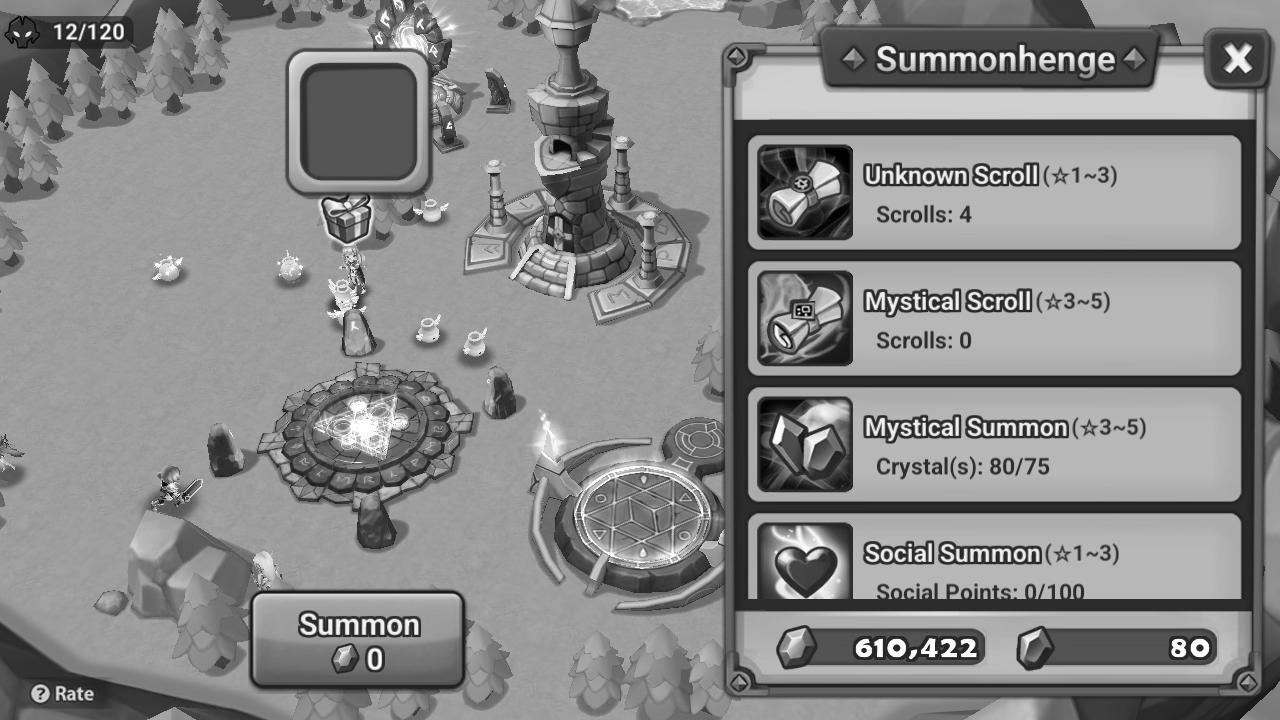 12/120
Summonhenge
Unknown Scroll (☆1~3)
Scrolls: 4
Mystical Scroll (☆3~5)
Scrolls: 0
Mystical Summon (☆3~5)
Crystal(s): 80/75
Social Summon (☆1~3)
Social Points: 0/100
610,422
80
Summon
0
? Rate